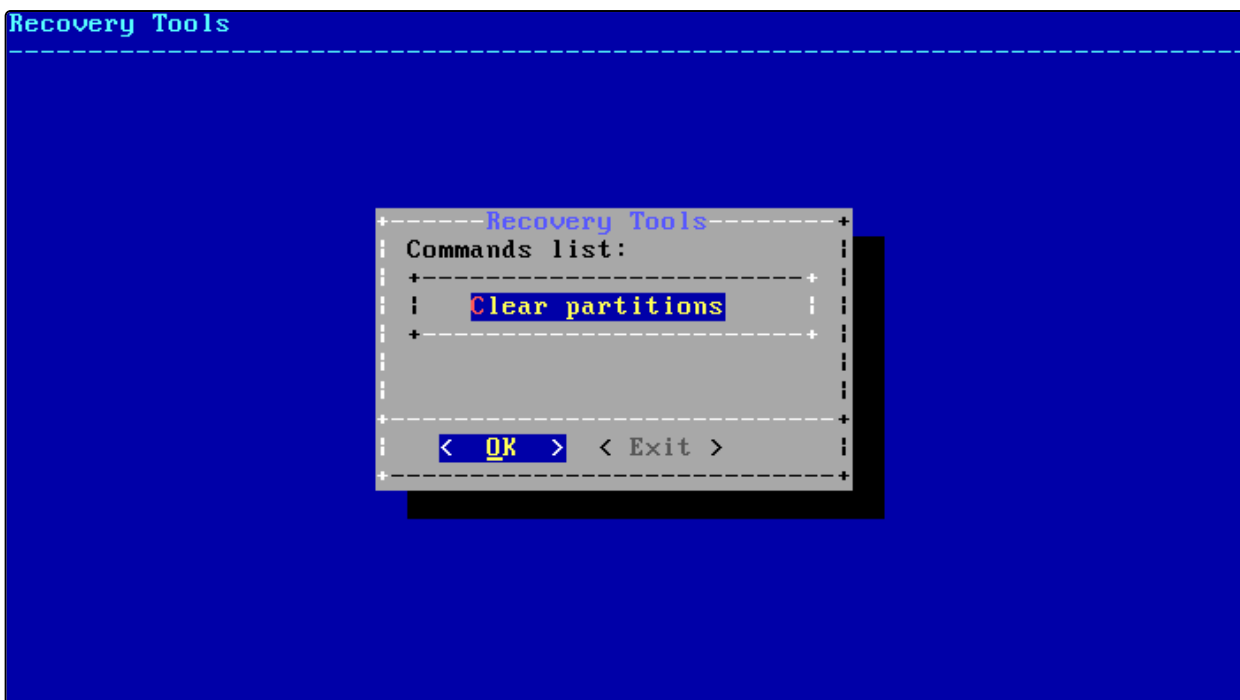 Recovery Tools
Recovery Tools
Commands list:
Clear partitions
< OK > < Exit >